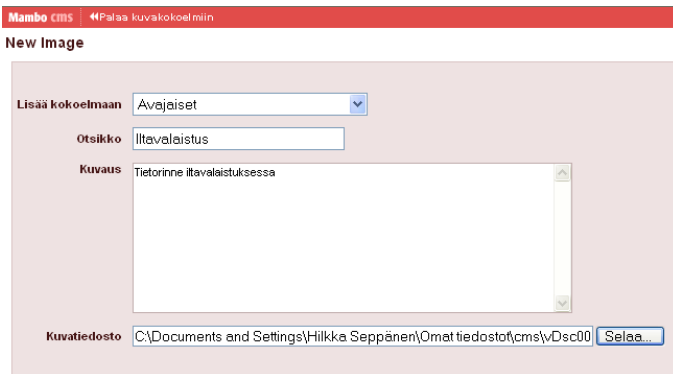 Mambo cms ◄◄Palaa kuvakokoelmiin
New Image
Lisää kokoelmaan Avajaiset
Otsikko Iltavalaistus
Kuvaus Tietorinne iltavalaistuksessa
Kuvatiedosto C:\Documents and Settings\Hilkka Seppänen\Omat tiedostot\cms\vDsc00 Selaa...